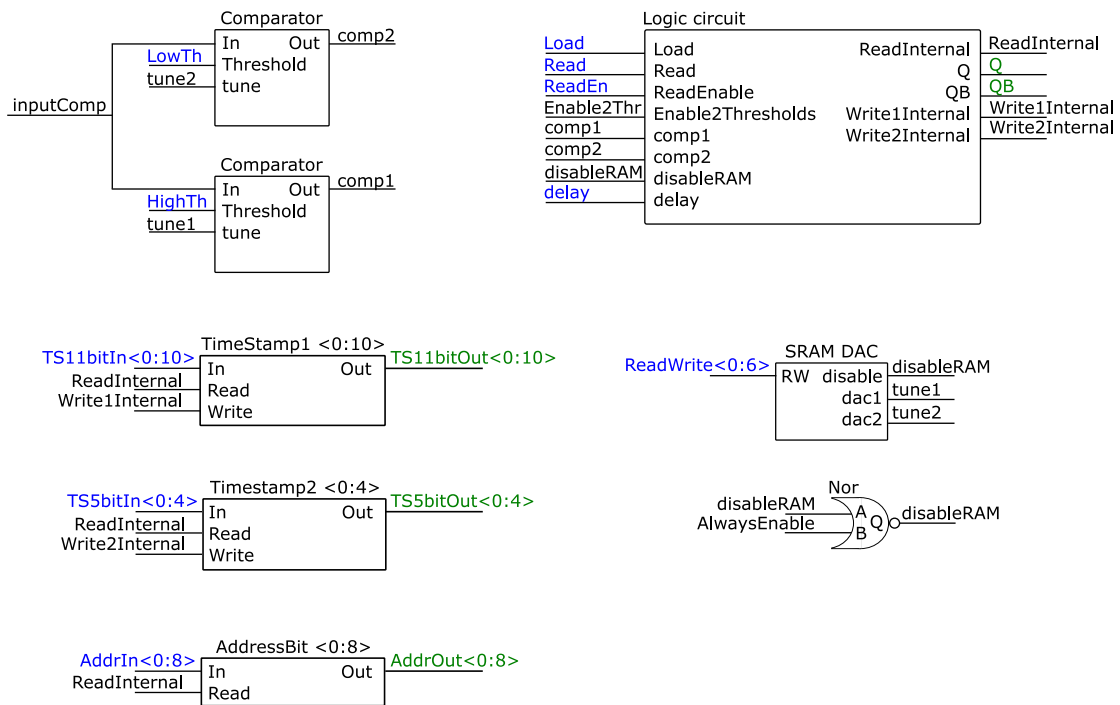 Comparator
In Out
Threshold
tune
LowTh
tune2
inputComp
comp2
Comparator
In Out
Threshold
tune
HighTh
tune1
comp1
Logic circuit
Load Load ReadInternal ReadInternal
Read Read Q Q
ReadEn ReadEnable QB QB
Enable2Thr Enable2Thresholds Write1Internal Write1Internal
comp1 comp1 Write2Internal Write2Internal
comp2 comp2
disableRAM disableRAM
delay delay
TimeStamp1 <0:10>
TS11bitIn<0:10> In Out TS11bitOut<0:10>
ReadInternal Read
Write1Internal Write
SRAM DAC
ReadWrite<0:6> RW disable disableRAM
dac1 tune1
dac2 tune2
Timestamp2 <0:4>
TS5bitIn<0:4> In Out TS5bitOut<0:4>
ReadInternal Read
Write2Internal Write
Nor
disableRAM A Q disableRAM
AlwaysEnable B
AddressBit <0:8>
AddrIn<0:8> In Out AddrOut<0:8>
ReadInternal Read